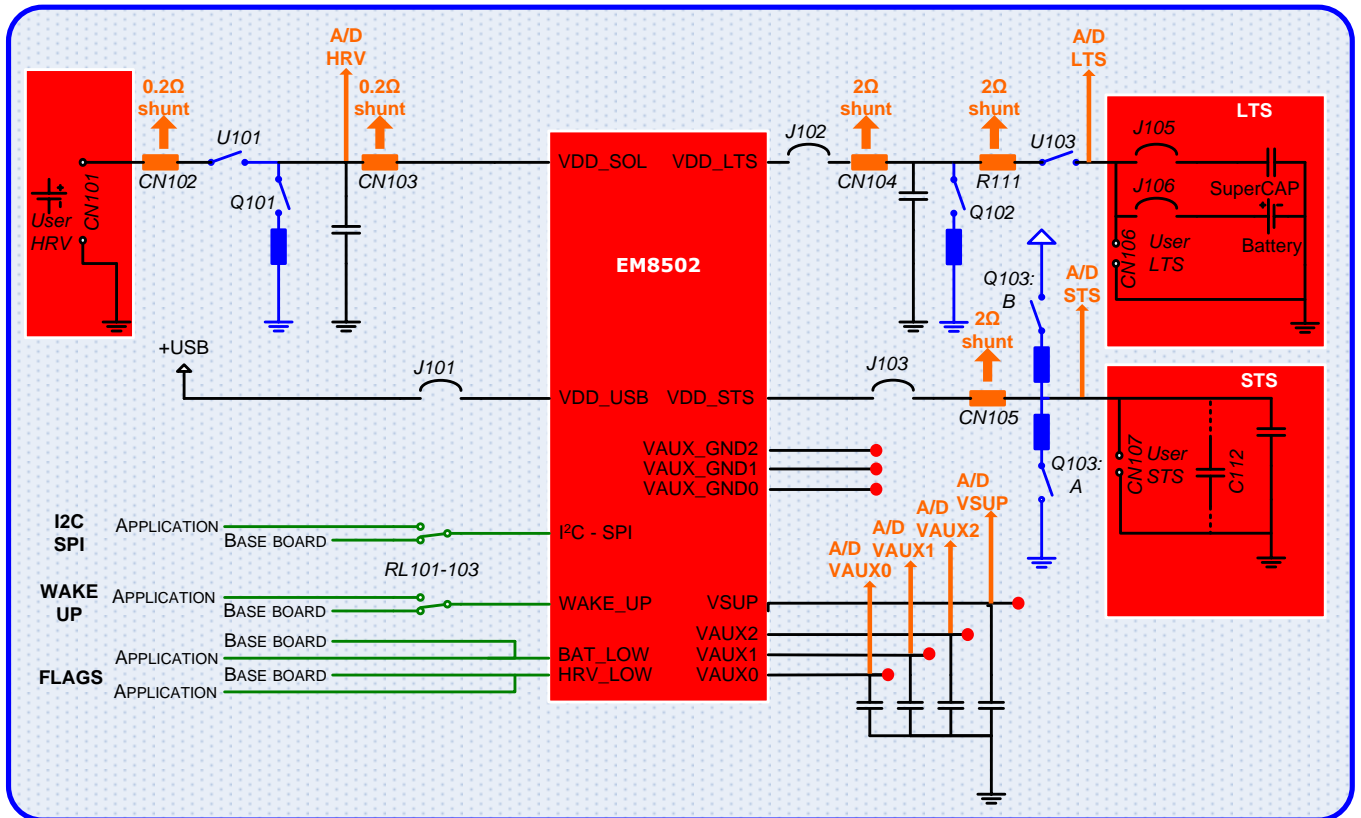 A/D
HRV
A/D
LTS
0.2Ω
shunt
0.2Ω
shunt
2Ω
shunt
2Ω
shunt
LTS
U101
J102
U103
J105
CN102
CN103
VDD_SOL
VDD_LTS
CN104
R111
CN101
User
HRV
Q101
Q102
SuperCAP
J106
Battery
CN106
User
LTS
EM8502
Q103:
B
A/D
STS
2Ω
shunt
+USB
J101
J103
STS
VDD_USB
VDD_STS
CN105
VAUX_GND2
VAUX_GND1
VAUX_GND0
Q103:
A
CN107
User
STS
C112
A/D
VSUP
A/D
VAUX2
A/D
VAUX1
A/D
VAUX0
I2C
SPI
APPLICATION
BASE BOARD
I²C - SPI
RL101-103
WAKE
UP
APPLICATION
BASE BOARD
WAKE_UP
VSUP
FLAGS
BASE BOARD
APPLICATION
BASE BOARD
APPLICATION
BAT_LOW
HRV_LOW
VAUX2
VAUX1
VAUX0